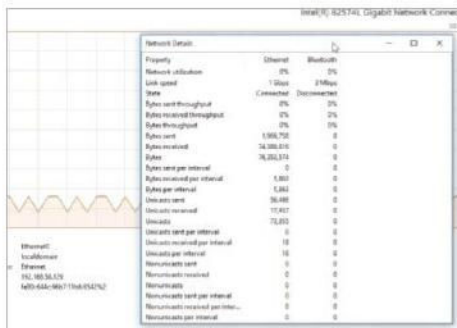 Intel(R) 82574L Gigabit Network Connec
Network Details
Property Ethernet Bluetooth
Network utilization 0% 0%
Link speed 1 Gbps 3 Mbps
State Connected Disconnected
Bytes sent throughput 0% 0%
Bytes received throughput 0% 0%
Bytes throughput 0% 0%
Bytes sent 0
Bytes received 0
Bytes 0
Bytes sent per interval 0 0
Bytes received per interval 0
Bytes per interval 0
Unicasts sent 0
Unicasts received 0
Unicasts 0
Unicasts sent per interval 0 0
Unicasts received per interval 18 0
Unicasts per interval 18 0
Nonunicasts sent 0 0
Nonunicasts received 0 0
Nonunicasts 0 0
Nonunicasts sent per interval 0 0
Nonunicasts received per inter... 0 0
Nonunicasts per interval 0 0
Ethernet0
localdomain
Ethernet